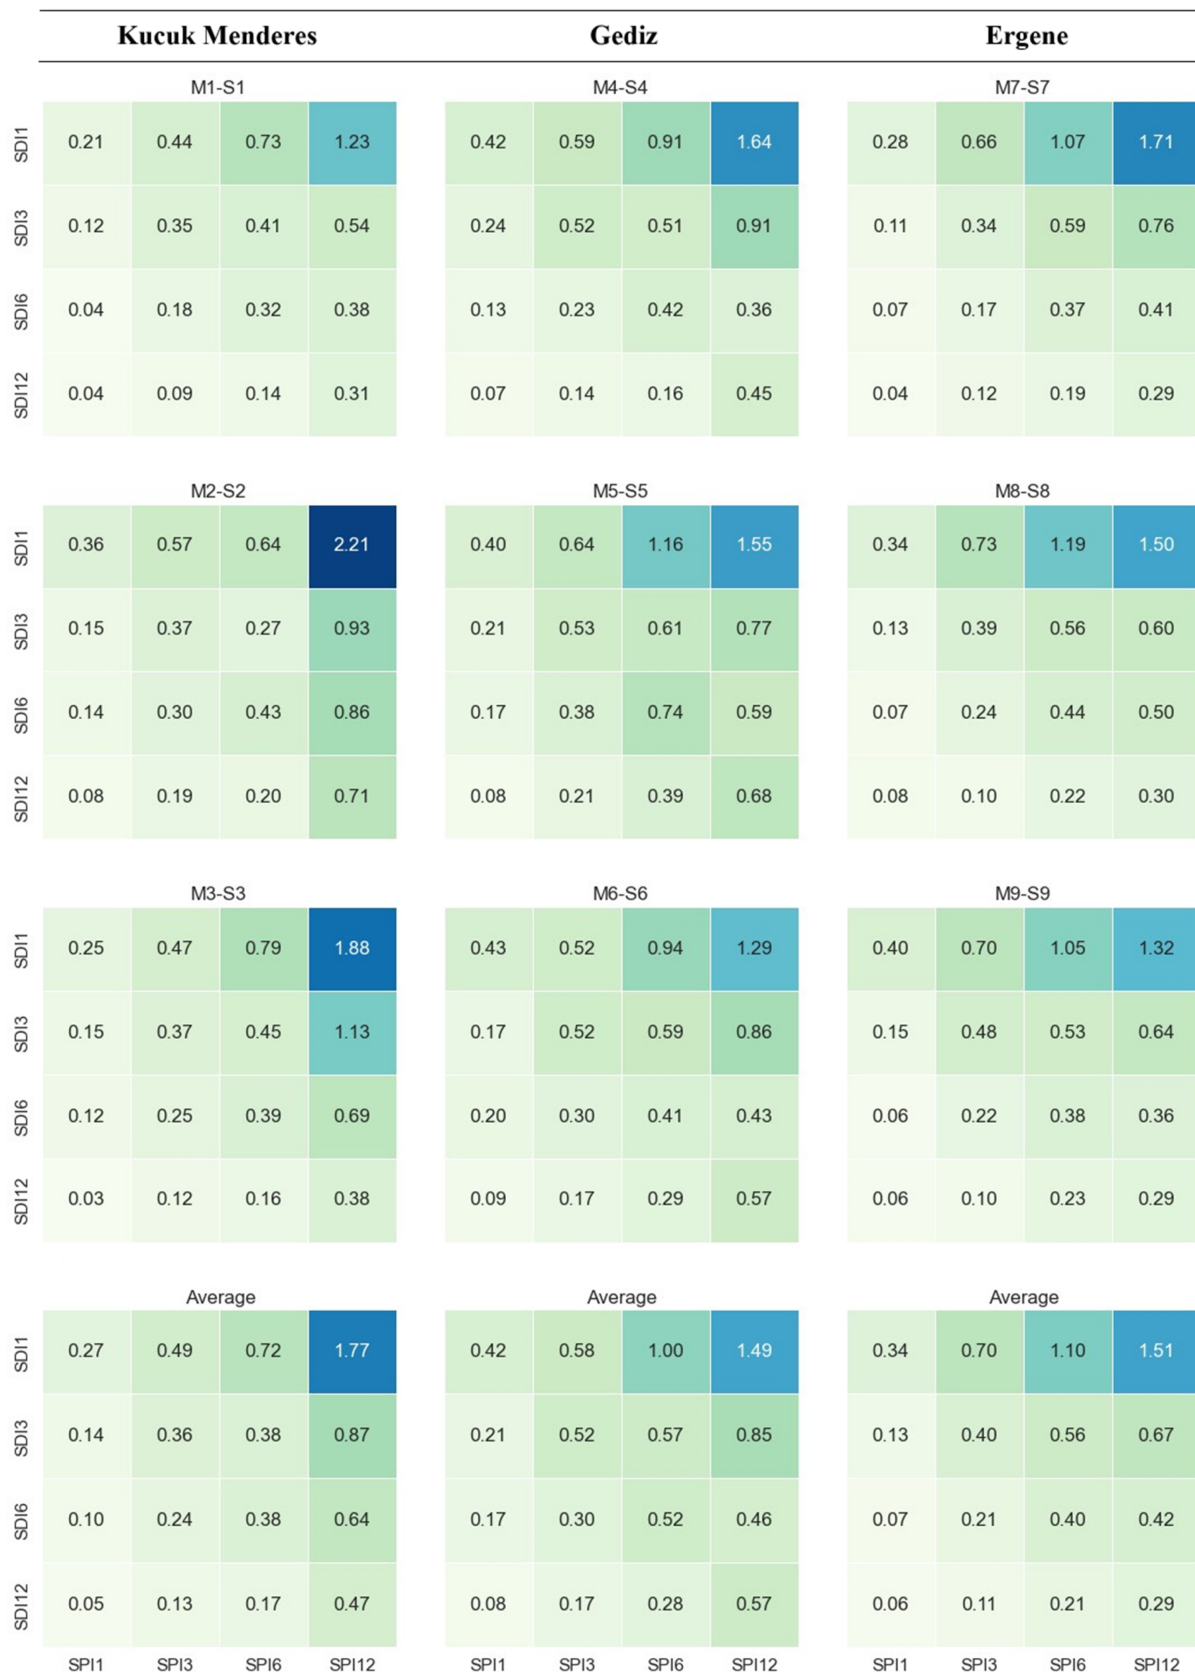 Kucuk Menderes Gediz Ergene
M1-S1 M4-S4 M7-S7
SDI1 0.21 0.44 0.73 1.23 0.42 0.59 0.91 1.64 0.28 0.66 1.07 1.71
SDI3 0.12 0.35 0.41 0.54 0.24 0.52 0.51 0.91 0.11 0.34 0.59 0.76
SDI6 0.04 0.18 0.32 0.38 0.13 0.23 0.42 0.36 0.07 0.17 0.37 0.41
SDI12 0.04 0.09 0.14 0.31 0.07 0.14 0.16 0.45 0.04 0.12 0.19 0.29
M2-S2 M5-S5 M8-S8
SDI1 0.36 0.57 0.64 2.21 0.40 0.64 1.16 1.55 0.34 0.73 1.19 1.50
SDI3 0.15 0.37 0.27 0.93 0.21 0.53 0.61 0.77 0.13 0.39 0.56 0.60
SDI6 0.14 0.30 0.43 0.86 0.17 0.38 0.74 0.59 0.07 0.24 0.44 0.50
SDI12 0.08 0.19 0.20 0.71 0.08 0.21 0.39 0.68 0.08 0.10 0.22 0.30
M3-S3 M6-S6 M9-S9
SDI1 0.25 0.47 0.79 1.88 0.43 0.52 0.94 1.29 0.40 0.70 1.05 1.32
SDI3 0.15 0.37 0.45 1.13 0.17 0.52 0.59 0.86 0.15 0.48 0.53 0.64
SDI6 0.12 0.25 0.39 0.69 0.20 0.30 0.41 0.43 0.06 0.22 0.38 0.36
SDI12 0.03 0.12 0.16 0.38 0.09 0.17 0.29 0.57 0.06 0.10 0.23 0.29
Average Average Average
SDI1 0.27 0.49 0.72 1.77 0.42 0.58 1.00 1.49 0.34 0.70 1.10 1.51
SDI3 0.14 0.36 0.38 0.87 0.21 0.52 0.57 0.85 0.13 0.40 0.56 0.67
SDI6 0.10 0.24 0.38 0.64 0.17 0.30 0.52 0.46 0.07 0.21 0.40 0.42
SDI12 0.05 0.13 0.17 0.47 0.08 0.17 0.28 0.57 0.06 0.11 0.21 0.29
SPI1 SPI3 SPI6 SPI12 SPI1 SPI3 SPI6 SPI12 SPI1 SPI3 SPI6 SPI12